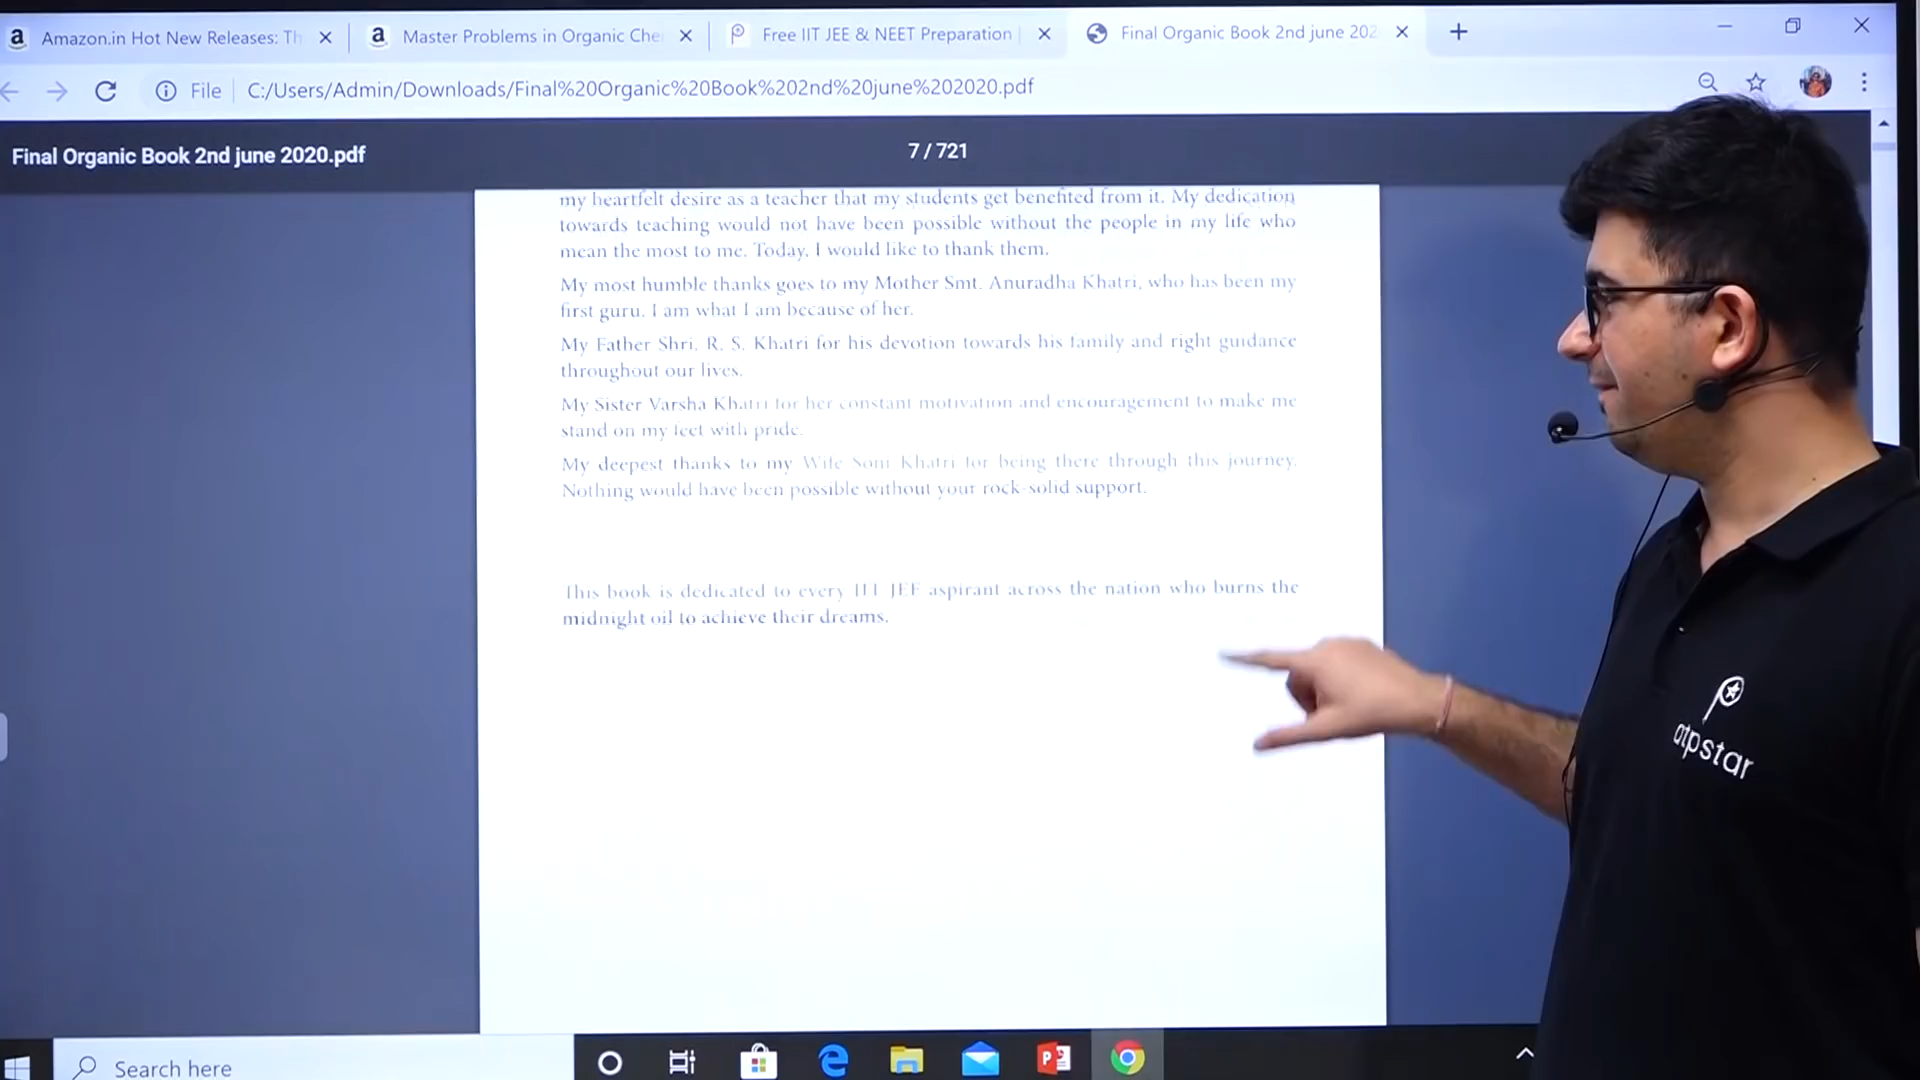 Amazon.in Hot New Releases: Th
Master Problems in Organic Che
Free IIT JEE & NEET Preparation |
Final Organic Book 2nd june 202
File
C:/Users/Admin/Downloads/Final%20Organic%20Book%202nd%20june%202020.pdf
Final Organic Book 2nd june 2020.pdf
7 / 721
my heartfelt desire as a teacher that my students get benefited from it. My dedication
towards teaching would not have been possible without the people in my life who
mean the most to me. Today, I would like to thank them.
My most humble thanks goes to my Mother Smt. Anuradha Khatri, who has been my
first guru. I am what I am because of her.
My Father Shri. R. S. Khatri for his devotion towards his family and right guidance
throughout our lives.
My Sister Varsha Khatri for her constant motivation and encouragement to make me
stand on my feet with pride.
My deepest thanks to my Wife Soni Khatri for being there through this journey.
Nothing would have been possible without your rock-solid support.
This book is dedicated to every IIT JEE aspirant across the nation who burns the
midnight oil to achieve their dreams.
atpstar
Search here